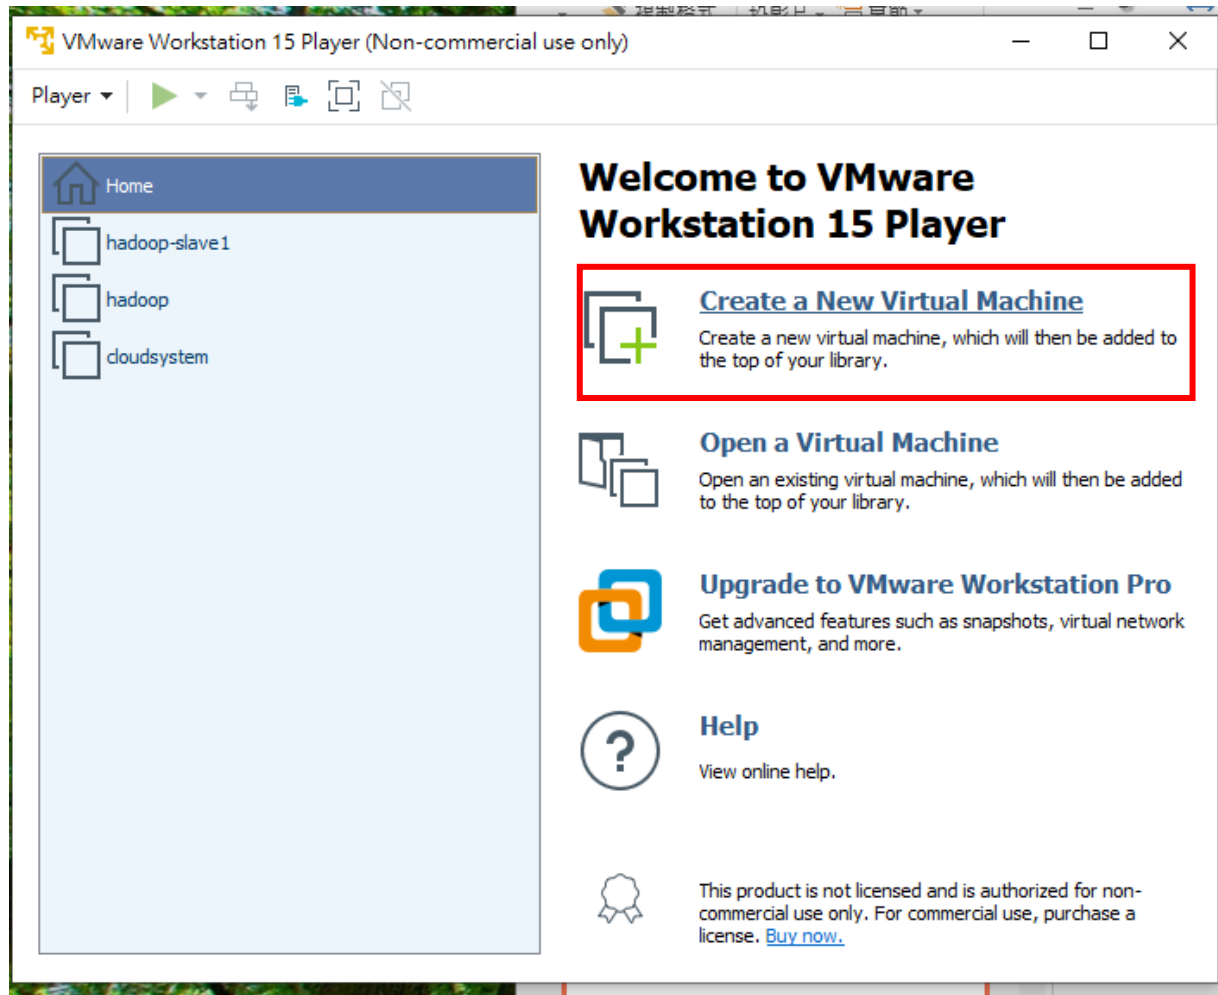 VMware Workstation 15 Player (Non-commercial use only)
Player
Home
hadoop-slave1
hadoop
cloudsystem
Welcome to VMware
Workstation 15 Player
Create a New Virtual Machine
Create a new virtual machine, which will then be added to
the top of your library.
Open a Virtual Machine
Open an existing virtual machine, which will then be added
to the top of your library.
Upgrade to VMware Workstation Pro
Get advanced features such as snapshots, virtual network
management, and more.
Help
View online help.
This product is not licensed and is authorized for non-
commercial use only. For commercial use, purchase a
license. Buy now.